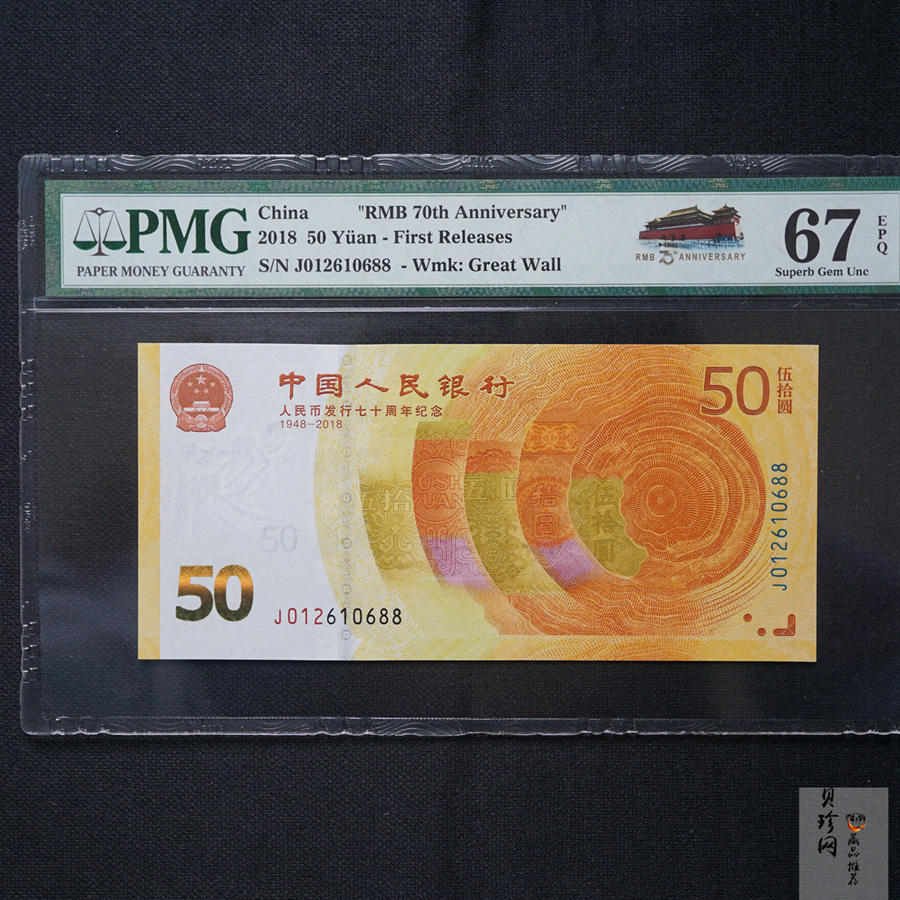 PMG
PAPER MONEY GUARANTY
China "RMB 70th Anniversary"
2018 50 Yüan - First Releases
S/N J012610688 - Wmk: Great Wall
RMB 70th ANNIVERSARY
67
EPQ
Superb Gem Unc
中国人民银行
人民币发行七十周年纪念
1948-2018
50
伍拾圆
50
50
J012610688
J012610688
贝珍网
藏品推荐